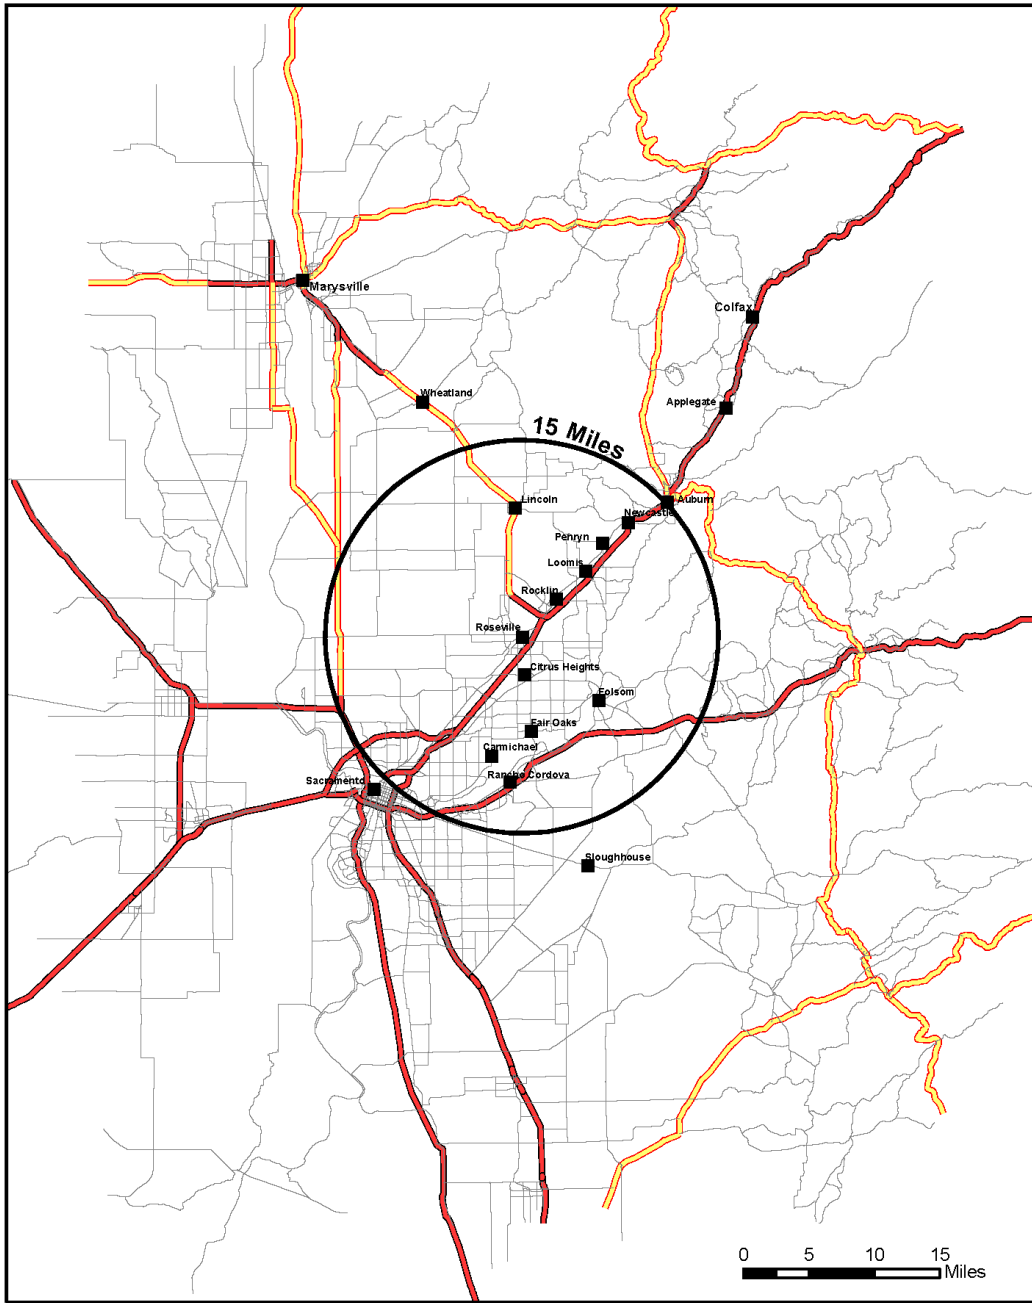 Marysville
Colfax
Wheatland
Applegate
15 Miles
Lincoln
Auburn
Newcastle
Penryn
Loomis
Rocklin
Roseville
Citrus Heights
Folsom
Fair Oaks
Carmichael
Rancho Cordova
Sacramento
Sloughhouse
0 5 10 15
Miles